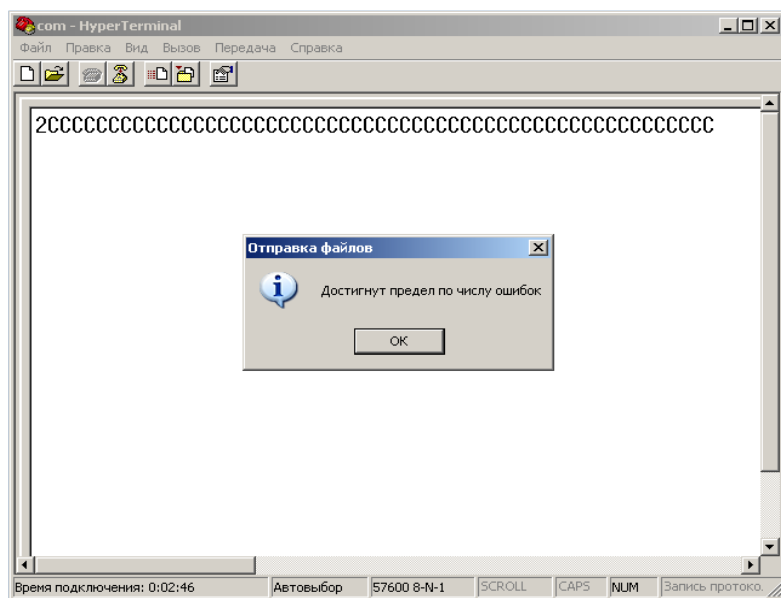 com - HyperTerminal
Файл Правка Вид Вызов Передача Справка
2CCCCCCCCCCCCCCCCCCCCCCCCCCCCCCCCCCCCCCCCCCCCCCCCCCCCCCC
Отправка файлов
Достигнут предел по числу ошибок
OK
Время подключения: 0:02:46 Автовыбор 57600 8-N-1 SCROLL CAPS NUM Запись протоко.